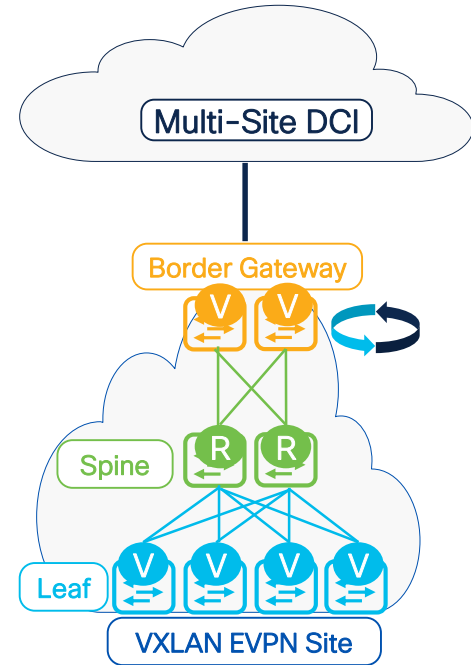 Multi-Site DCI
Border Gateway
V V
R R
Spine
V V V V
Leaf
VXLAN EVPN Site